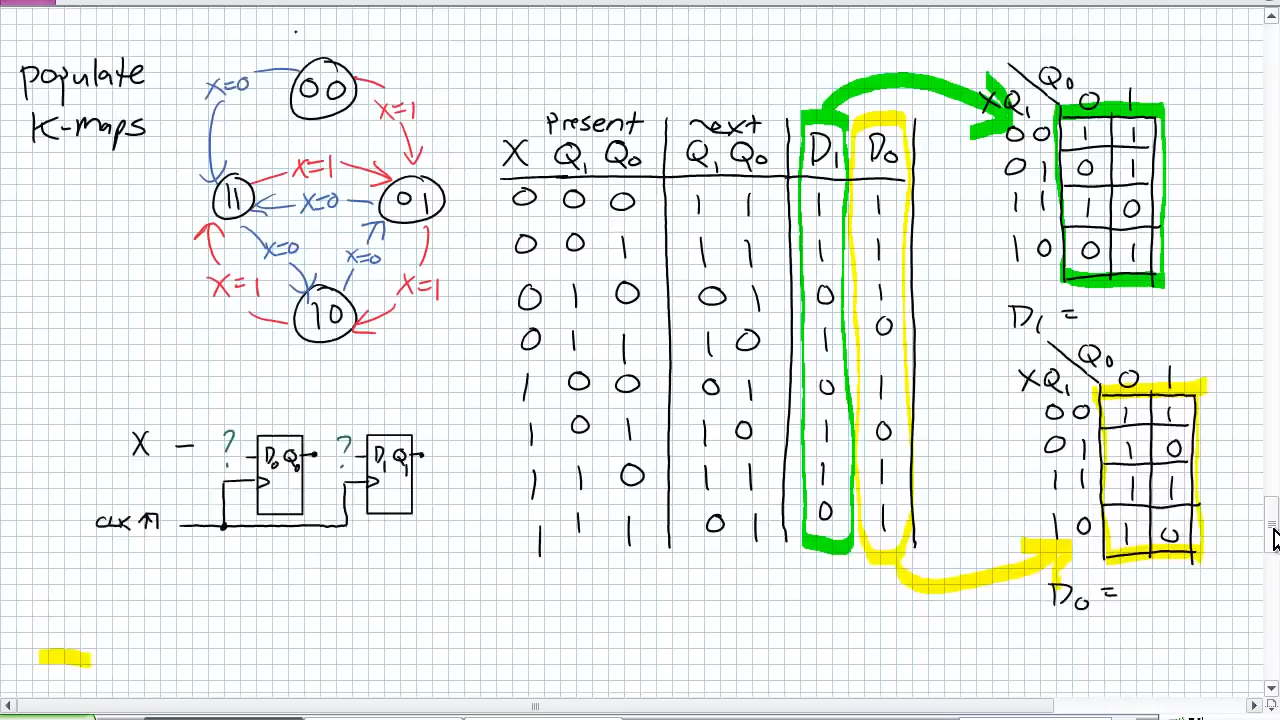 populate
K-maps
00
X=0
X=1
11
X=1
X=0
01
X=0
X=0
X=1
X=1
10
X - ? D0 Q0 ? D1 Q1
CLK ↑
Present next
X Q1 Q0 Q1 Q0 D1 D0
0 0 0 1 1 1 1
0 0 1 1 1 1 1
0 1 0 0 1 0 1
0 1 1 1 0 1 0
1 0 0 0 1 0 1
1 0 1 1 0 1 0
1 1 0 1 1 1 1
1 1 1 0 1 0 1
Q0
XQ1 0 1
00 1 1
01 0 1
11 1 0
10 0 1
D1 =
Q0
XQ1 0 1
00 1 1
01 1 0
11 1 1
10 1 0
D0 =